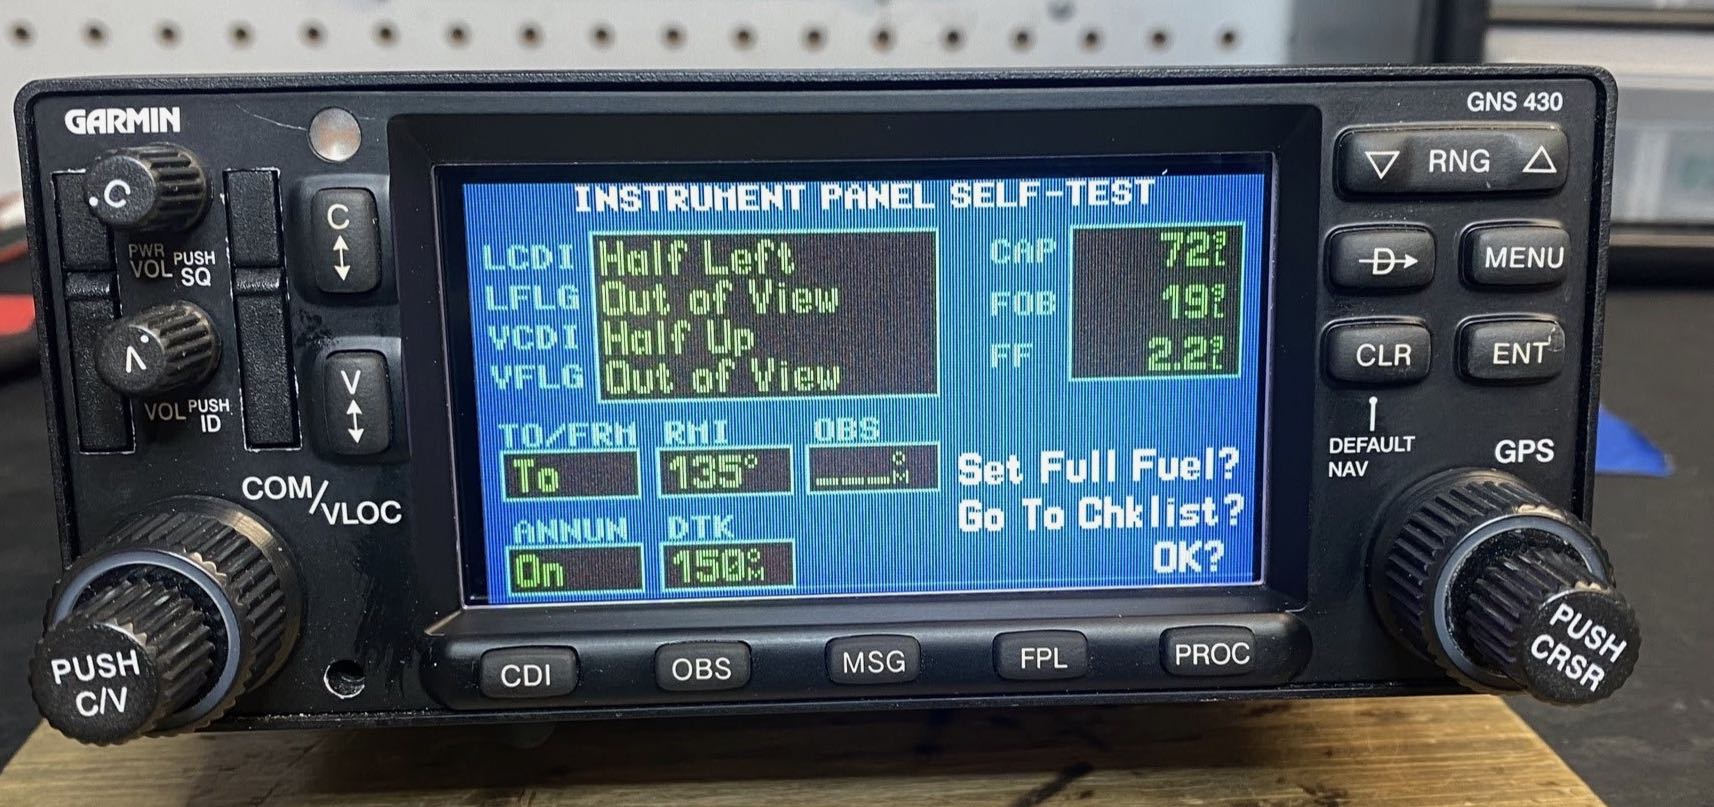 GARMIN
GNS 430
C
PWR
VOL
PUSH
SQ
C
V
VOL
PUSH
ID
V
COM/VLOC
PUSH
C/V
INSTRUMENT PANEL SELF-TEST
LCDI Half Left
LFLG Out of View
VCDI Half Up
VFLG Out of View
CAP 72
FOB 19
FF 2.2
TO/FRM RMI OBS
To 135° ___°M
ANNUN DTK
On 150°M
Set Full Fuel?
Go To Chklist?
OK?
RNG
D
MENU
CLR
ENT
DEFAULT
NAV
GPS
PUSH
CRSR
CDI OBS MSG FPL PROC